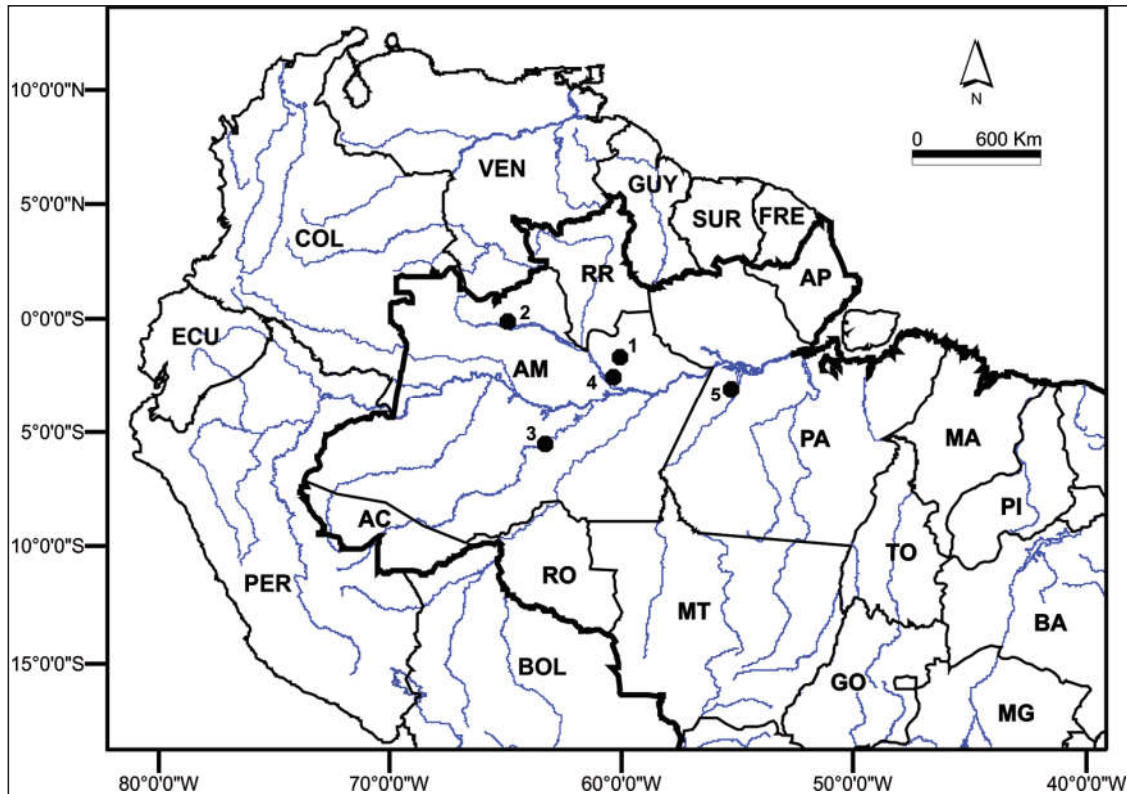 10°0'0"N
N
0 600 Km
VEN
GUY
5°0'0"N
SUR
FRE
COL
RR
AP
0°0'0"S
2
ECU
1
AM
4
5
3
PA
MA
5°0'0"S
AC
PI
10°0'0"S
TO
PER
RO
MT
BA
15°0'0"S
BOL
GO
MG
80°0'0"W 70°0'0"W 60°0'0"W 50°0'0"W 40°0'0"W